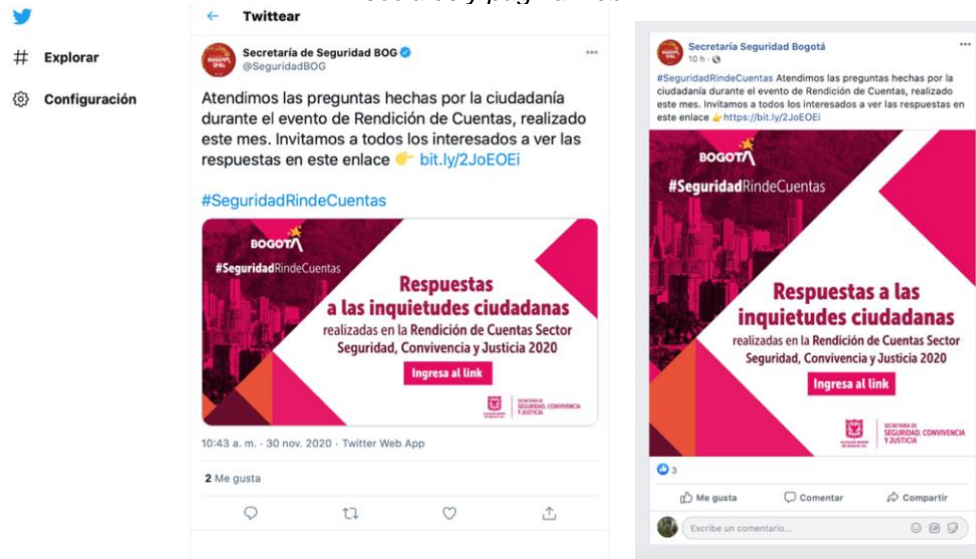 Twittear
Explorar
Configuración
Secretaría de Seguridad BOG
@SeguridadBOG
Atendimos las preguntas hechas por la ciudadanía
durante el evento de Rendición de Cuentas, realizado
este mes. Invitamos a todos los interesados a ver las
respuestas en este enlace 👉 bit.ly/2JoEOEi
#SeguridadRindeCuentas
BOGOTÁ
#SeguridadRindeCuentas
Respuestas
a las inquietudes ciudadanas
realizadas en la Rendición de Cuentas Sector
Seguridad, Convivencia y Justicia 2020
Ingresa al link
SECRETARÍA DE
SEGURIDAD, CONVIVENCIA
Y JUSTICIA
10:43 a. m. · 30 nov. 2020 · Twitter Web App
2 Me gusta
Secretaría Seguridad Bogotá
10 h ·
#SeguridadRindeCuentas Atendimos las preguntas hechas por la
ciudadanía durante el evento de Rendición de Cuentas, realizado
este mes. Invitamos a todos los interesados a ver las respuestas en
este enlace 👉https://bit.ly/2JoEOEi
BOGOTÁ
#SeguridadRindeCuentas
Respuestas a las
inquietudes ciudadanas
realizadas en la Rendición de Cuentas Sector
Seguridad, Convivencia y Justicia 2020
Ingresa al link
SECRETARÍA DE
SEGURIDAD, CONVIVENCIA
Y JUSTICIA
3
Me gusta
Comentar
Compartir
Escribe un comentario...